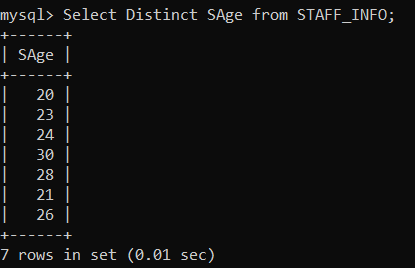 mysql> Select Distinct SAge from STAFF_INFO;
+------+
| SAge |
+------+
|   20 |
|   23 |
|   24 |
|   30 |
|   28 |
|   21 |
|   26 |
+------+
7 rows in set (0.01 sec)